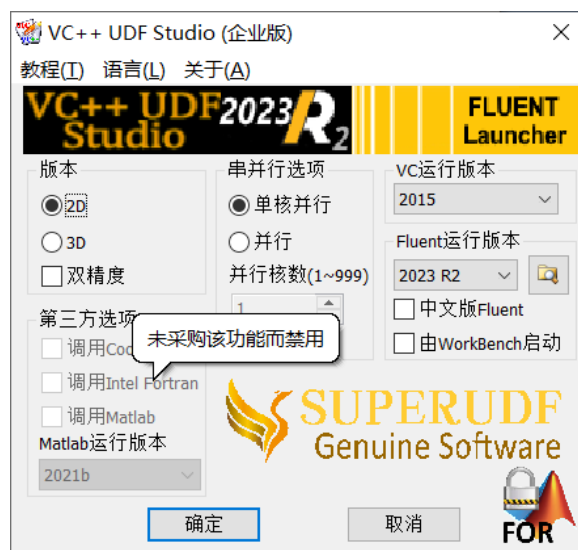 VC++ UDF Studio (企业版)
教程(T) 语言(L) 关于(A)
VC++ UDF
Studio
2023 R2
FLUENT
Launcher
版本
2D
3D
双精度
串并行选项
单核并行
并行
并行核数(1~999)
1
VC运行版本
2015
Fluent运行版本
2023 R2
中文版Fluent
由WorkBench启动
第三方选项
未采购该功能而禁用
调用
调用Intel Fortran
调用Matlab
Matlab运行版本
2021b
SUPERUDF
Genuine Software
确定
取消
FOR